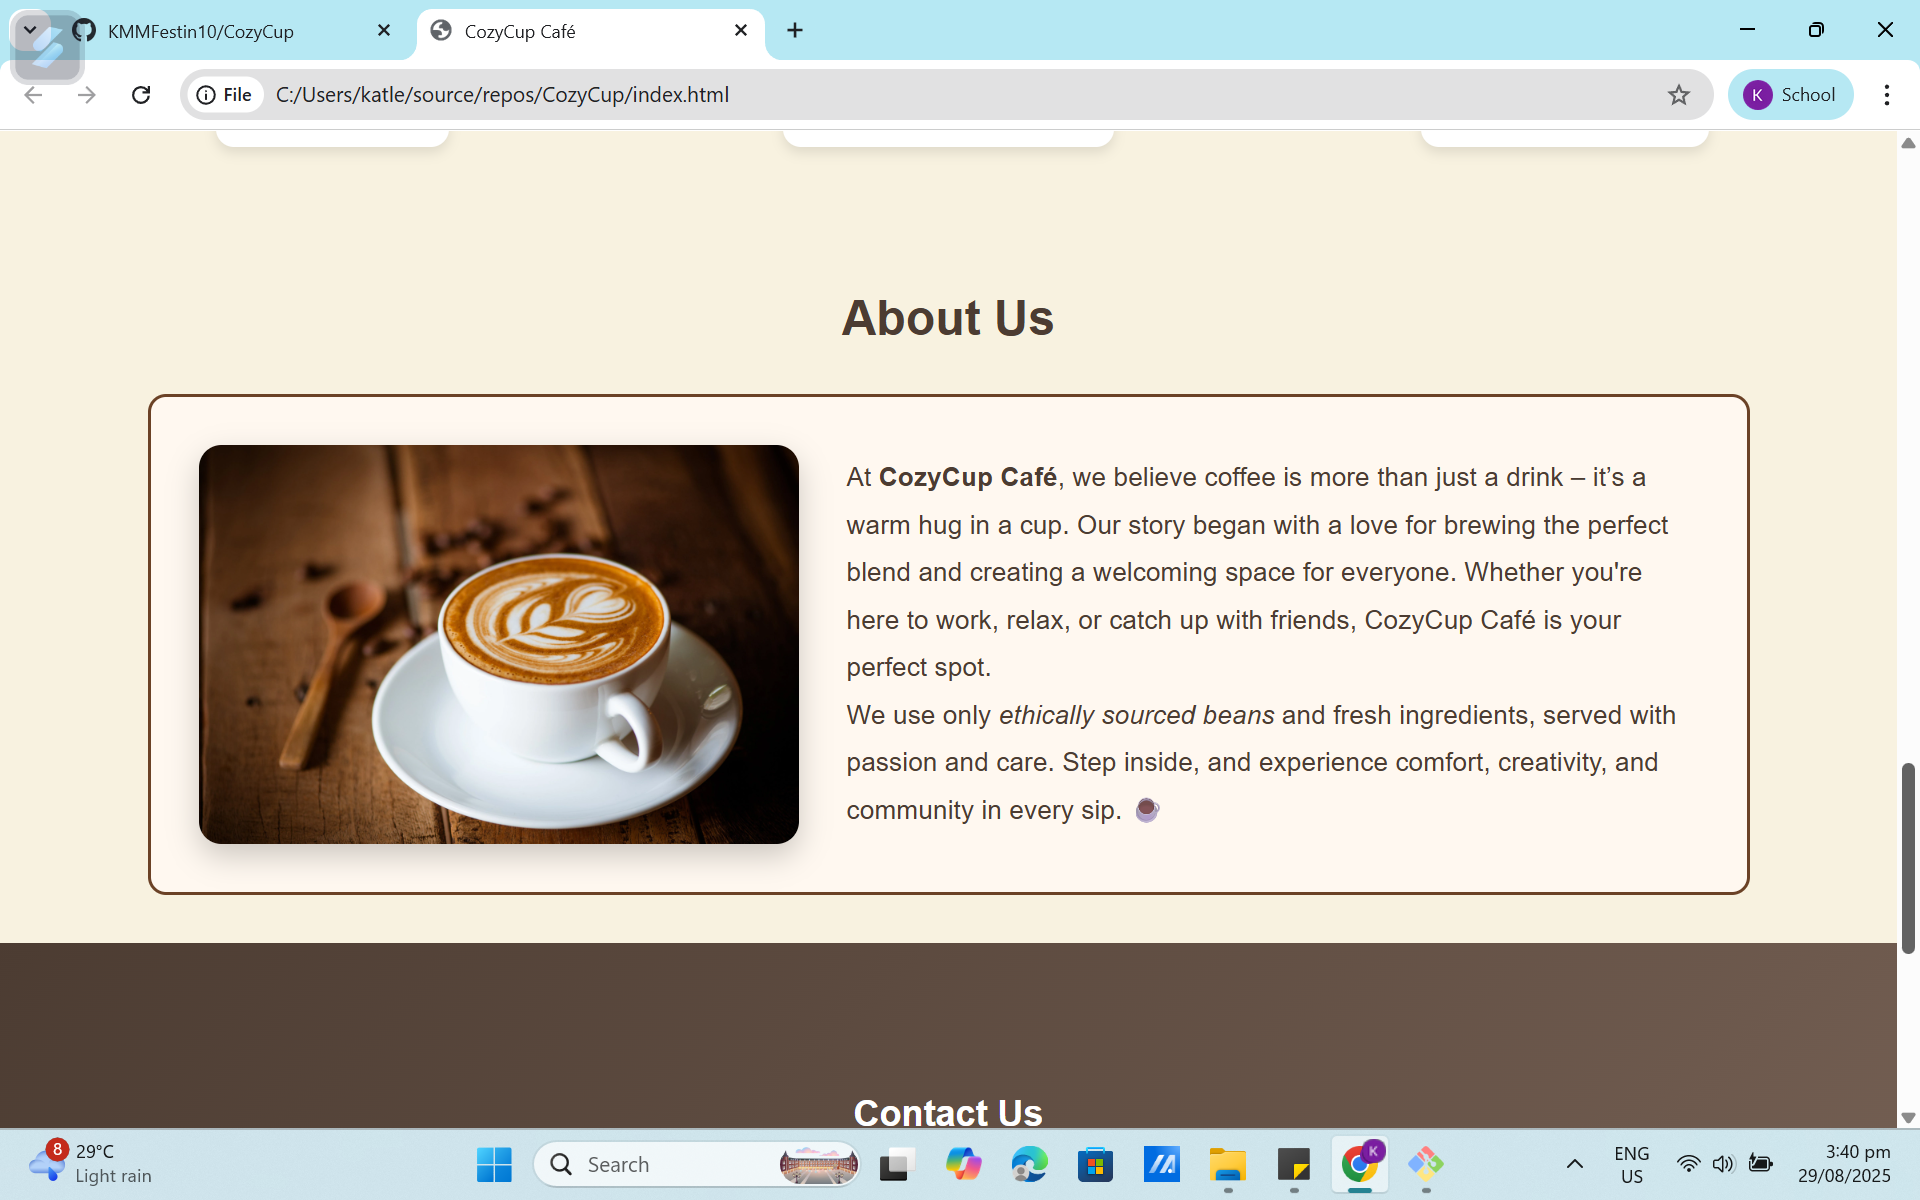 KMMFestin10/CozyCup
CozyCup Café
File
C:/Users/katle/source/repos/CozyCup/index.html
K
School
About Us
At CozyCup Café, we believe coffee is more than just a drink – it’s a
warm hug in a cup. Our story began with a love for brewing the perfect
blend and creating a welcoming space for everyone. Whether you're
here to work, relax, or catch up with friends, CozyCup Café is your
perfect spot.
We use only ethically sourced beans and fresh ingredients, served with
passion and care. Step inside, and experience comfort, creativity, and
community in every sip.
Contact Us
8
29°C
Light rain
Search
K
ENG
US
3:40 pm
29/08/2025